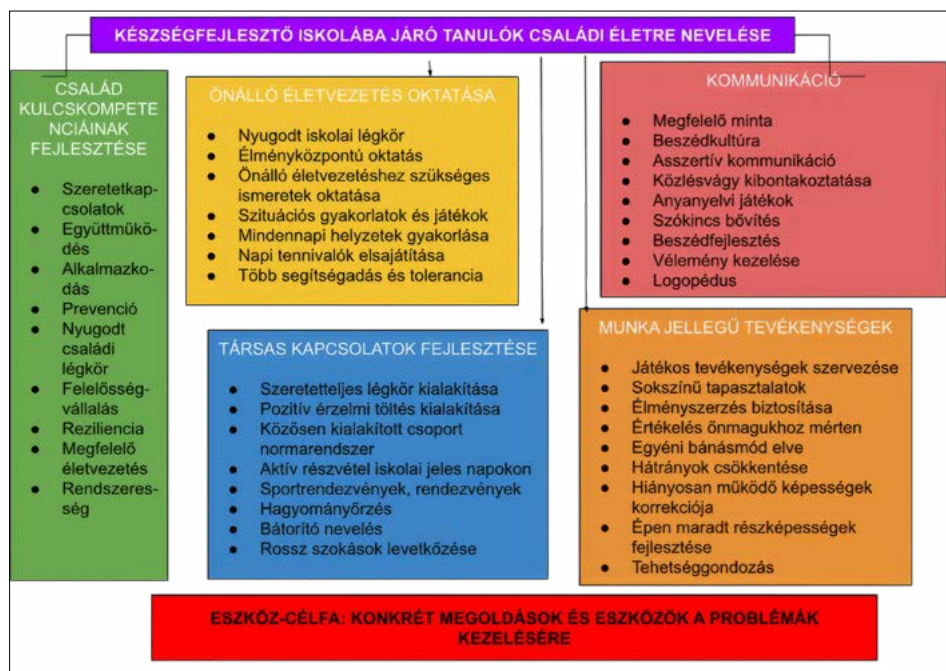 KÉSZSÉGFEJLESZTŐ ISKOLÁBA JÁRÓ TANULÓK CSALÁDI ÉLETRE NEVELÉSE
CSALÁD
KULCSKOMPETE
NCIÁINAK
FEJLESZTÉSE
● Szeretetkap-
csolatok
● Együttműkö-
dés
● Alkalmazko-
dás
● Prevenció
● Nyugodt
családi
légkör
● Felelősség-
vállalás
● Reziliencia
● Megfelelő
életvezetés
● Rendszeres-
ség
ÖNÁLLÓ ÉLETVEZETÉS OKTATÁSA
● Nyugodt iskolai légkör
● Élményközpontú oktatás
● Önálló életvezetéshez szükséges
ismeretek oktatása
● Szituációs gyakorlatok és játékok
● Mindennapi helyzetek gyakorlása
● Napi tennivalók elsajátítása
● Több segítségadás és tolerancia
KOMMUNIKÁCIÓ
● Megfelelő minta
● Beszédkultúra
● Asszertív kommunikáció
● Közlésvágy kibontakoztatása
● Anyanyelvi játékok
● Szókincs bővítés
● Beszédfejlesztés
● Vélemény kezelése
● Logopédus
TÁRSAS KAPCSOLATOK FEJLESZTÉSE
● Szeretetteljes légkör kialakítása
● Pozitív érzelmi töltés kialakítása
● Közösen kialakított csoport
normarendszer
● Aktív részvétel iskolai jeles napokon
● Sportrendezvények, rendezvények
● Hagyományőrzés
● Bátorító nevelés
● Rossz szokások levetkőzése
MUNKA JELLEGŰ TEVÉKENYSÉGEK
● Játékos tevékenységek szervezése
● Sokszínű tapasztalatok
● Élményszerzés biztosítása
● Értékelés őnmagukhoz mérten
● Egyéni bánásmód elve
● Hátrányok csökkentése
● Hiányosan működő képességek
korrekciója
● Épen maradt részképességek
fejlesztése
● Tehetséggondozás
ESZKÖZ-CÉLFA: KONKRÉT MEGOLDÁSOK ÉS ESZKÖZÖK A PROBLÉMÁK
KEZELÉSÉRE